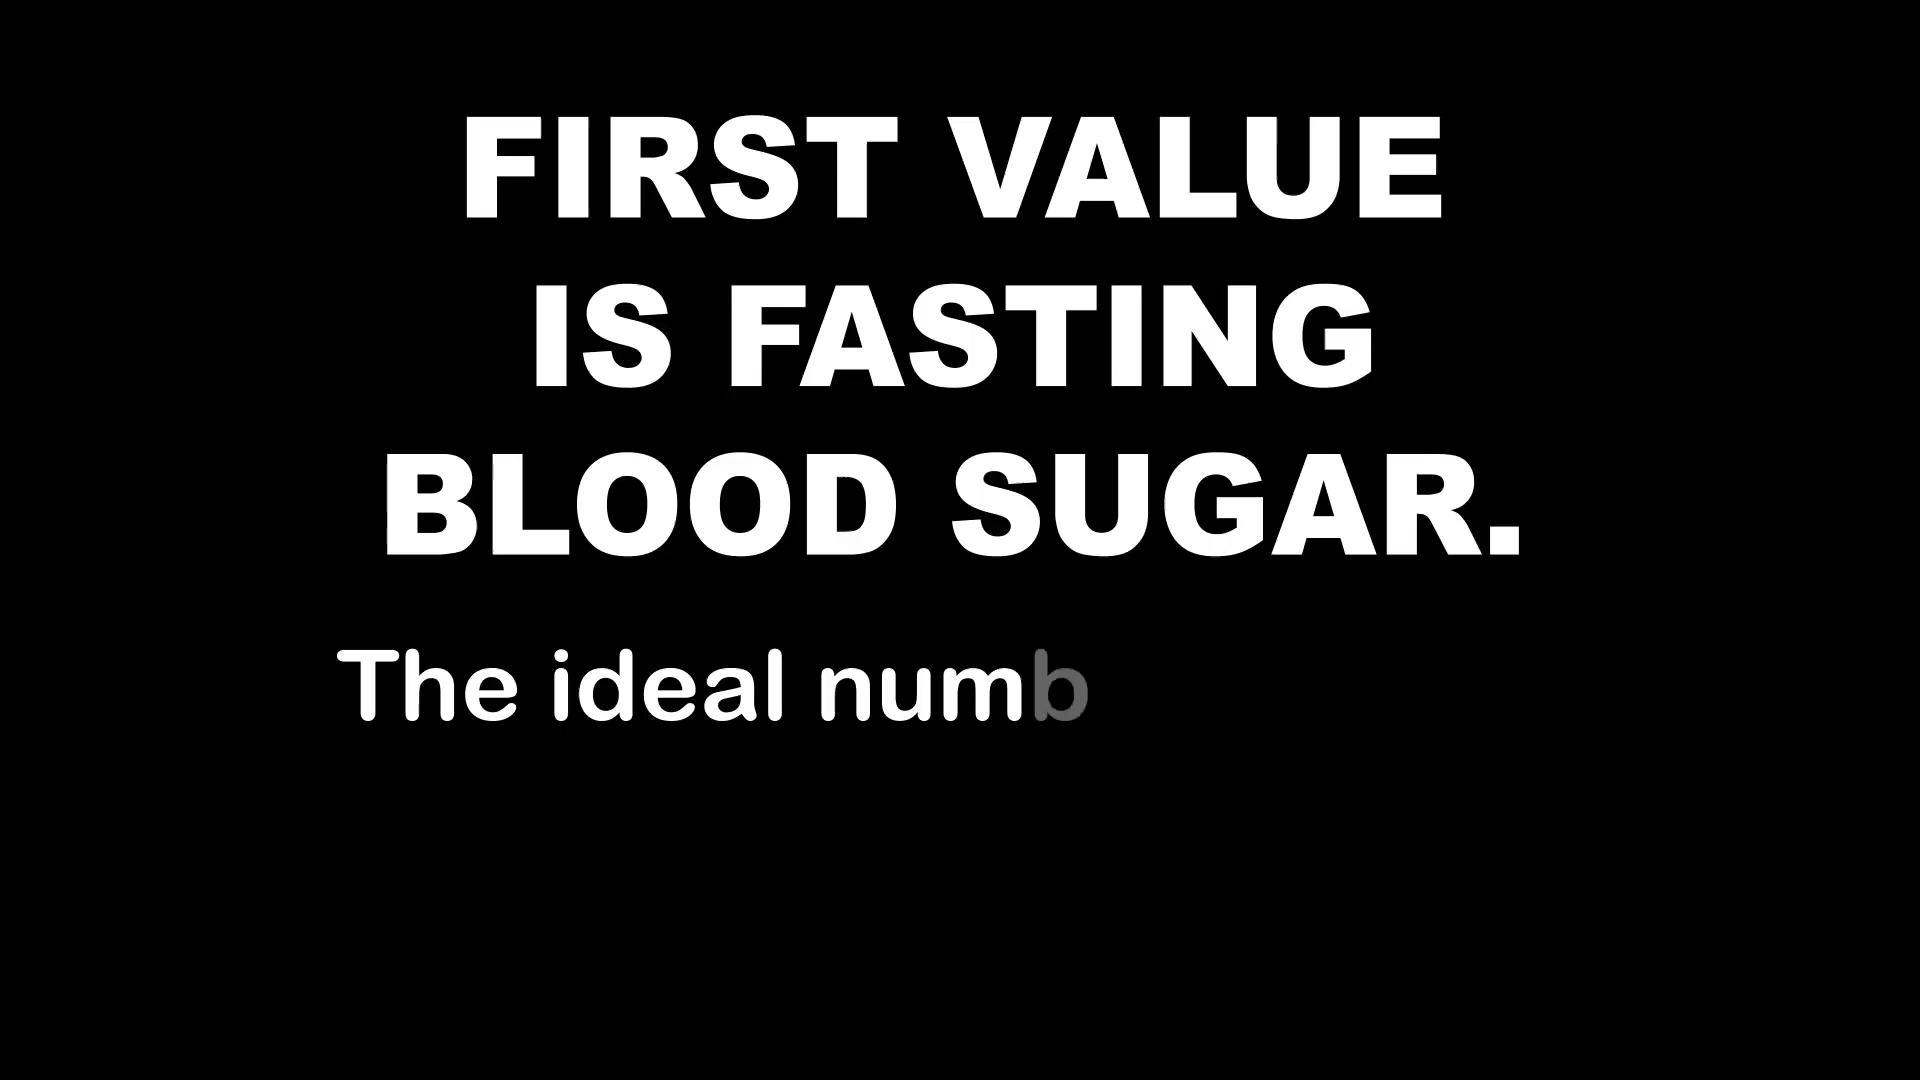 FIRST VALUE
IS FASTING
BLOOD SUGAR.
The ideal numb